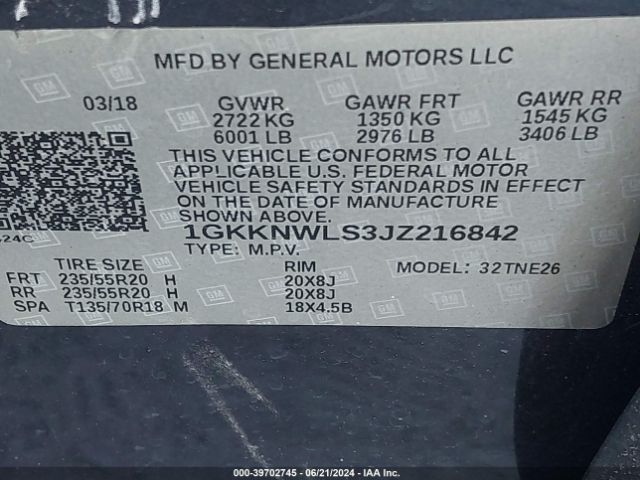 MFD BY GENERAL MOTORS LLC
03/18 GVWR GAWR FRT GAWR RR
2722 KG 1350 KG 1545 KG
6001 LB 2976 LB 3406 LB
THIS VEHICLE CONFORMS TO ALL
APPLICABLE U.S. FEDERAL MOTOR
VEHICLE SAFETY STANDARDS IN EFFECT
ON THE DATE OF MANUFACTURE
SHOWN ABOVE.
1GKKNWLS3JZ216842
TYPE: M.P.V.
TIRE SIZE RIM MODEL: 32TNE26
FRT 235/55R20 H 20X8J
RR 235/55R20 H 20X8J
SPA T135/70R18 M 18X4.5B
000-39702745 - 06/21/2024 - IAA Inc.